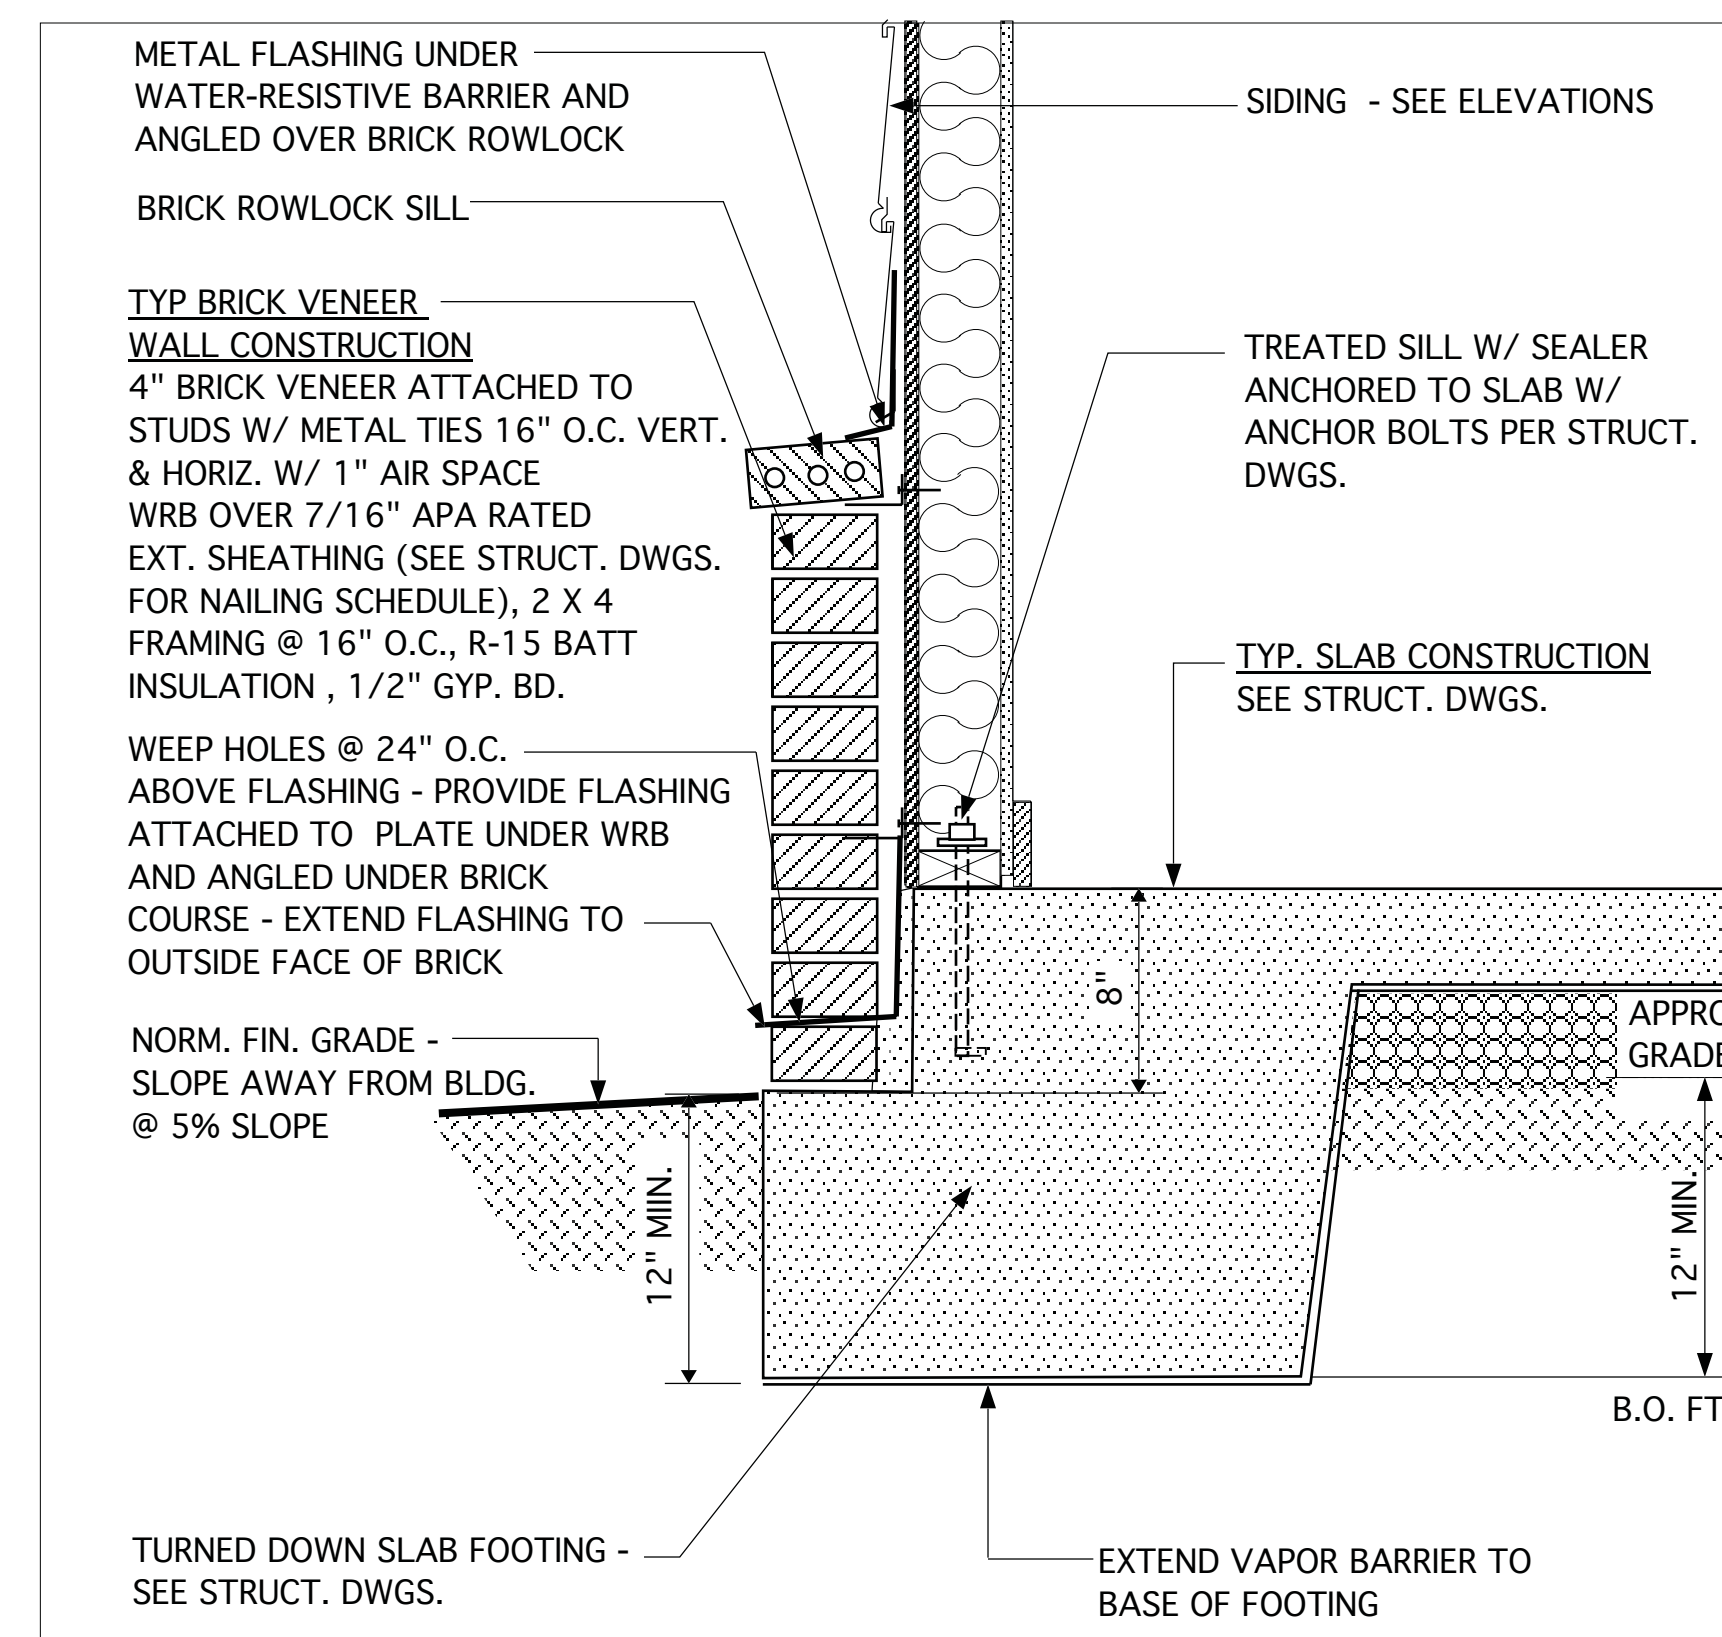 METAL FLASHING UNDER
WATER-RESISTIVE BARRIER AND
ANGLED OVER BRICK ROWLOCK
BRICK ROWLOCK SILL
TYP BRICK VENEER
WALL CONSTRUCTION
4" BRICK VENEER ATTACHED TO
STUDS W/ METAL TIES 16" O.C. VERT.
& HORIZ. W/ 1" AIR SPACE
WRB OVER 7/16" APA RATED
EXT. SHEATHING (SEE STRUCT. DWGS.
FOR NAILING SCHEDULE), 2 X 4
FRAMING @ 16" O.C., R-15 BATT
INSULATION , 1/2" GYP. BD.
WEEP HOLES @ 24" O.C.
ABOVE FLASHING - PROVIDE FLASHING
ATTACHED TO PLATE UNDER WRB
AND ANGLED UNDER BRICK
COURSE - EXTEND FLASHING TO
OUTSIDE FACE OF BRICK
NORM. FIN. GRADE -
SLOPE AWAY FROM BLDG.
@ 5% SLOPE
12" MIIN.
TURNED DOWN SLAB FOOTING -
SEE STRUCT. DWGS.
SIDING - SEE ELEVATIONS
TREATED SILL W/ SEALER
ANCHORED TO SLAB W/
ANCHOR BOLTS PER STRUCT.
DWGS.
TYP. SLAB CONSTRUCTION
SEE STRUCT. DWGS.
8"
APPRO
GRADE
12" MIN.
B.O. FT
EXTEND VAPOR BARRIER TO
BASE OF FOOTING